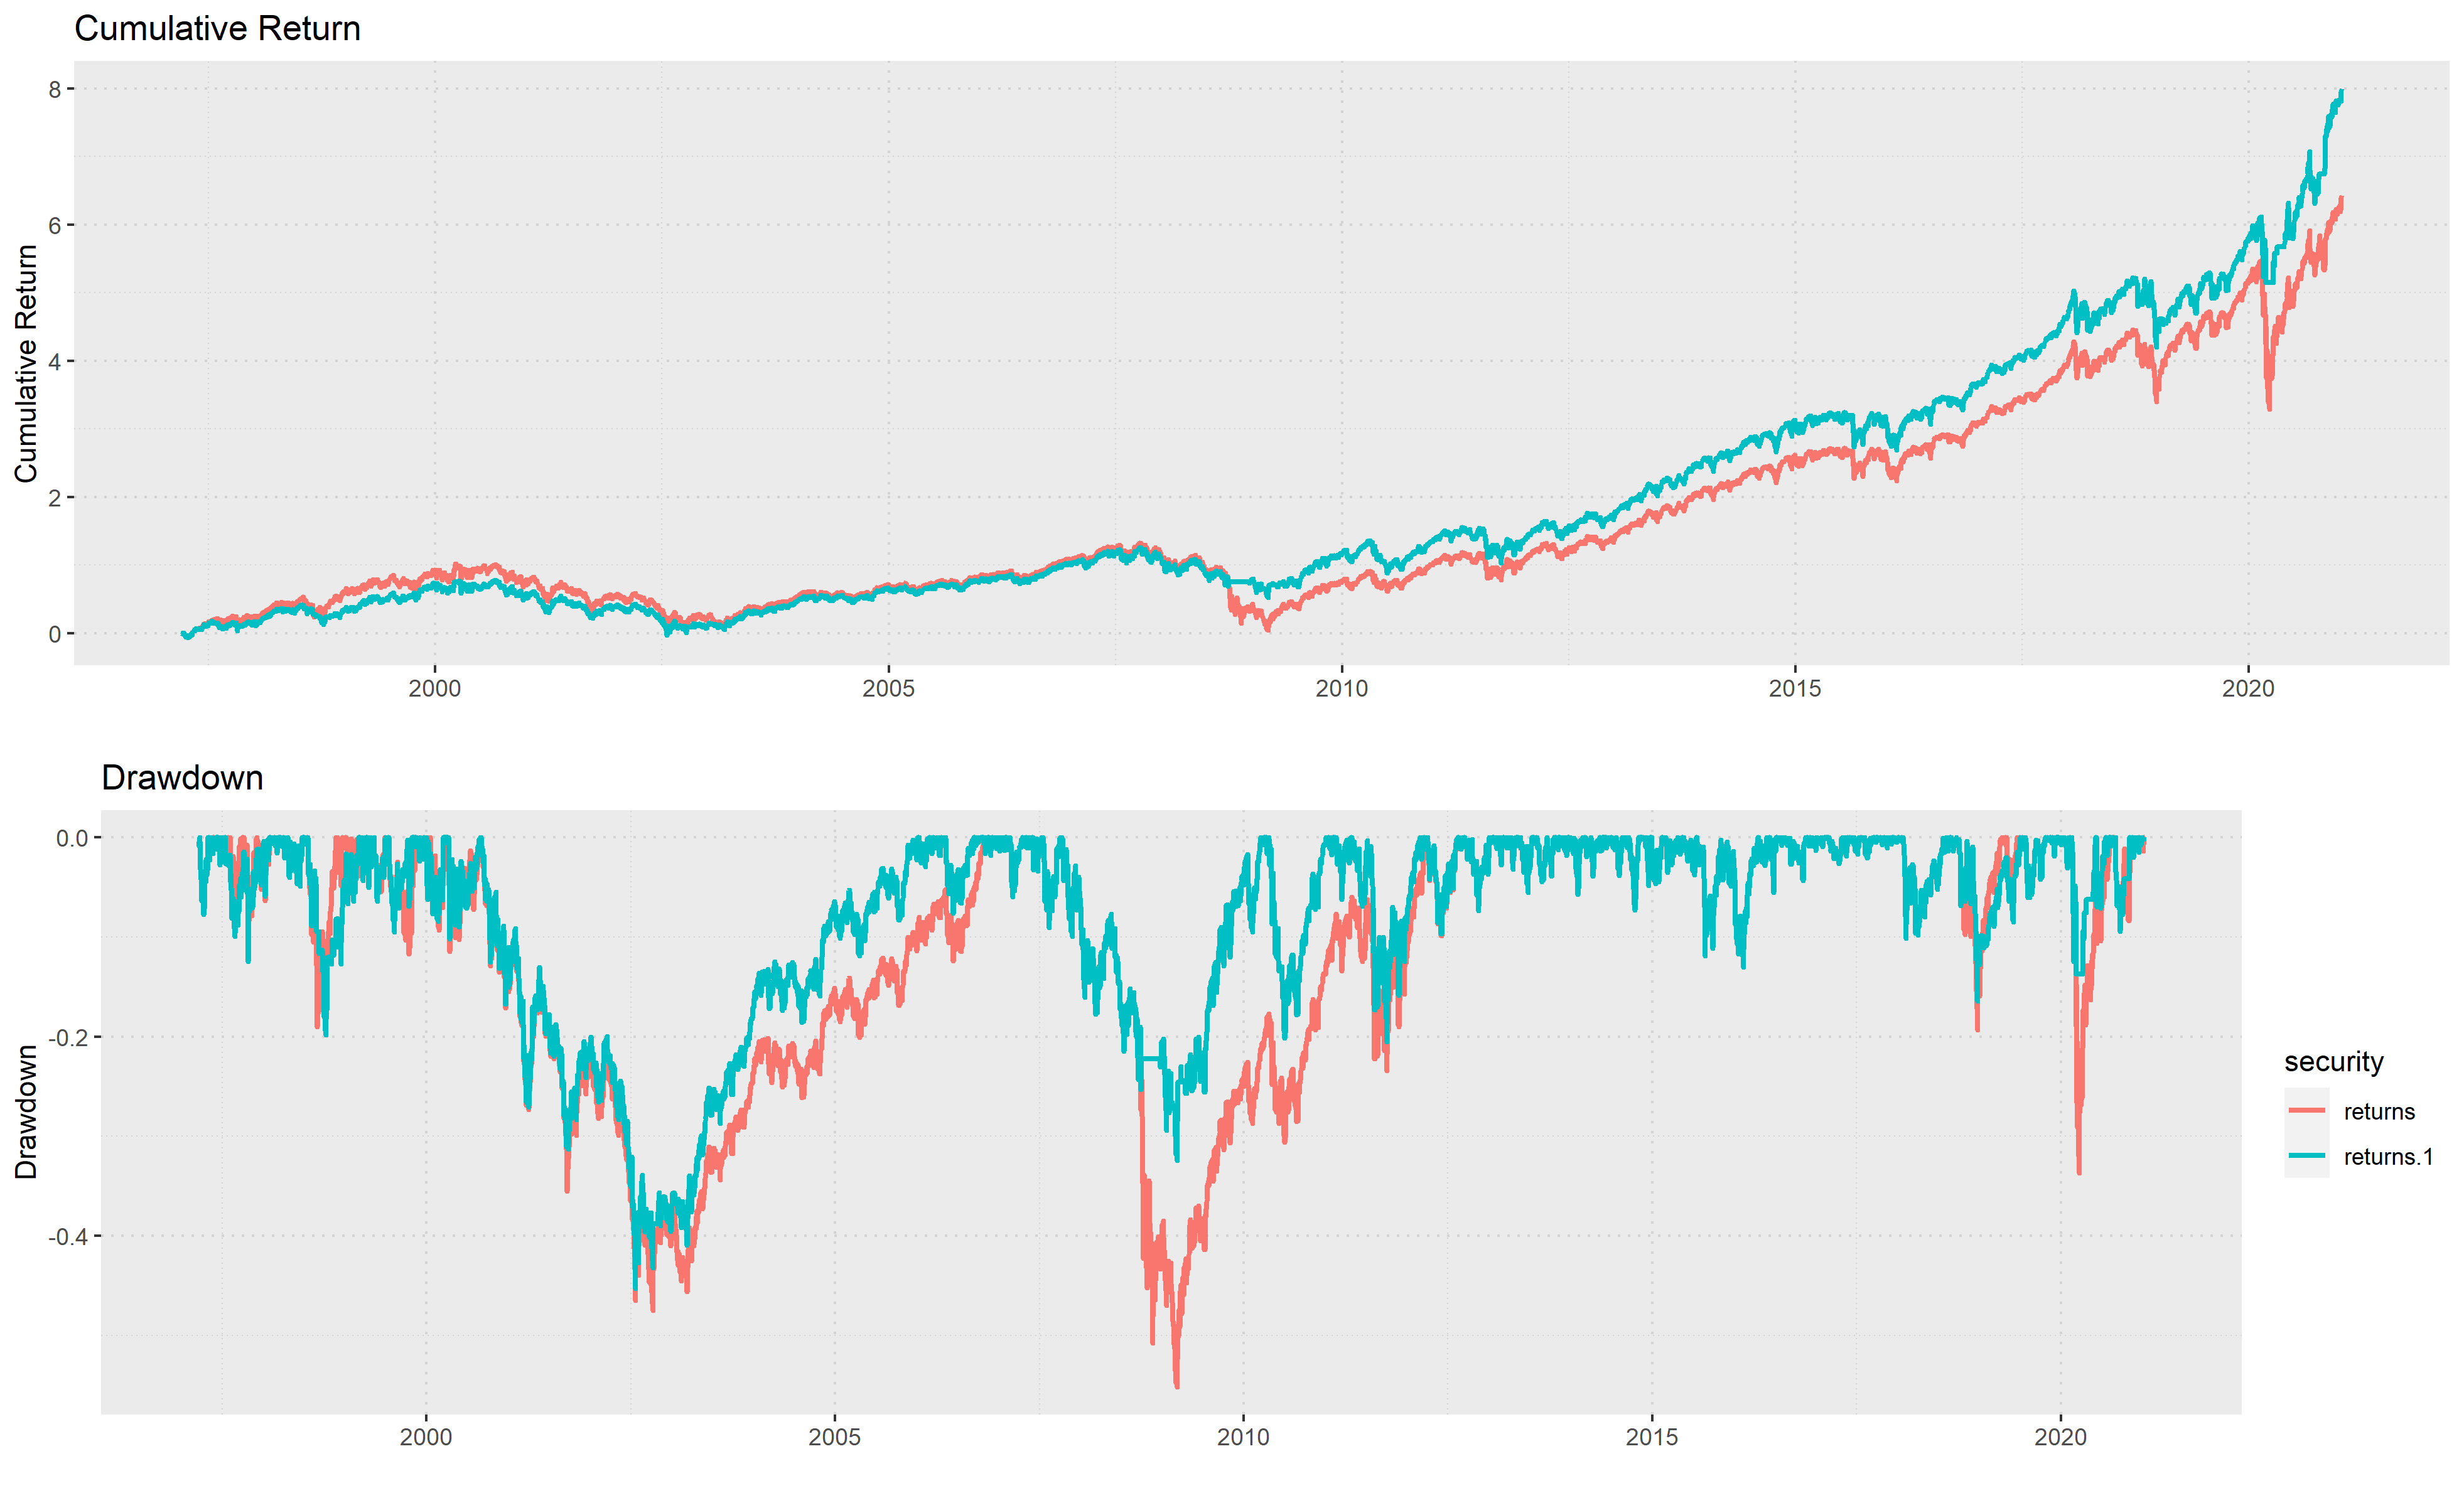 Cumulative Return
Cumulative Return
8
6
4
2
0
2000 2005 2010 2015 2020
Drawdown
Drawdown
0.0
-0.2
-0.4
2000 2005 2010 2015 2020
security
returns
returns.1